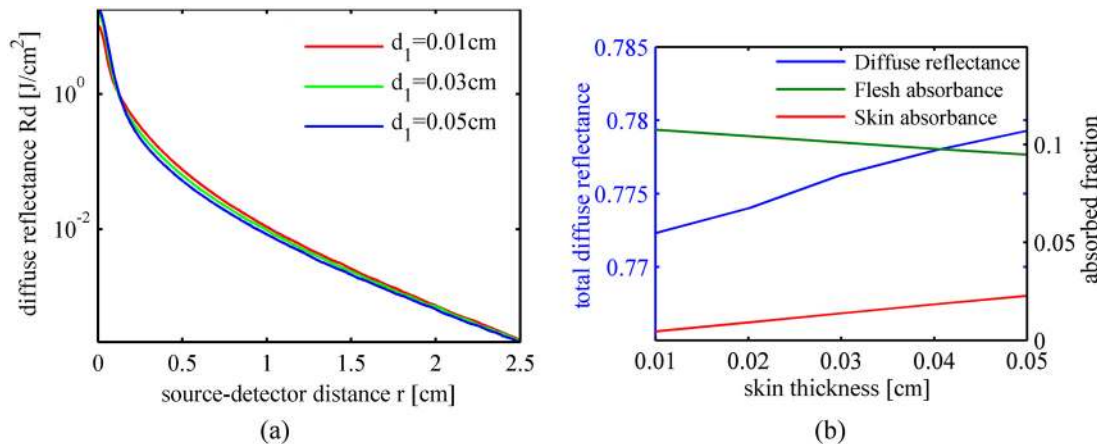 diffuse reflectance Rd [J/cm²]
10⁰
10⁻²
d₁=0.01cm
d₁=0.03cm
d₁=0.05cm
0 0.5 1 1.5 2 2.5
source-detector distance r [cm]
(a)
total diffuse reflectance
0.785
0.78
0.775
0.77
Diffuse reflectance
Flesh absorbance
Skin absorbance
0.1
0.05
0
absorbed fraction
0.01 0.02 0.03 0.04 0.05
skin thickness [cm]
(b)